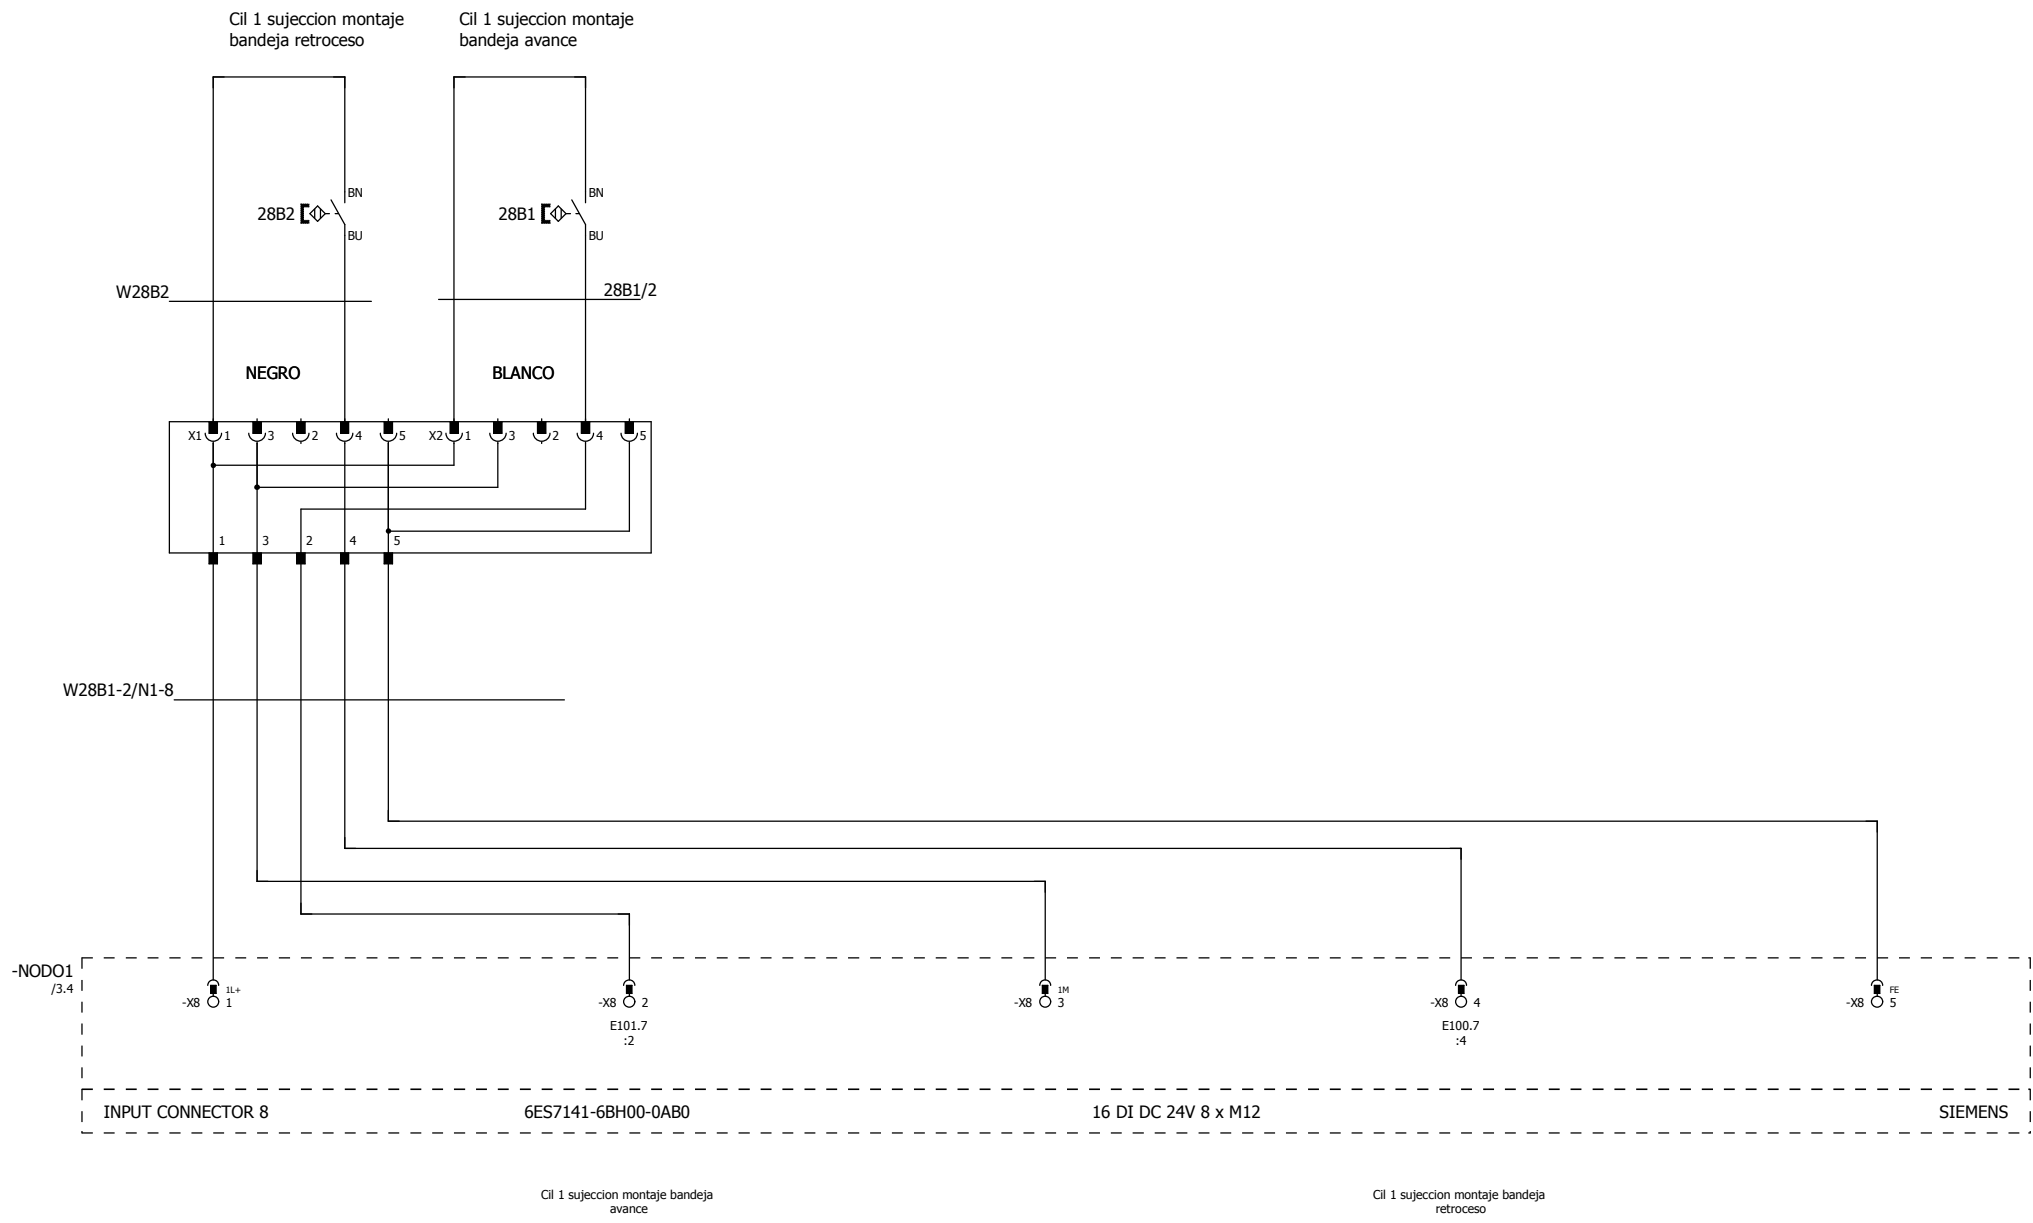 Cil 1 sujeccion montaje
bandeja retroceso
Cil 1 sujeccion montaje
bandeja avance
BN
28B2
BU
BN
28B1
BU
W28B2
28B1/2
NEGRO
BLANCO
X1 1 3 2 4 5 X2 1 3 2 4 5
1 3 2 4 5
W28B1-2/N1-8
-NODO1
/3.4
1L+
-X8 1
-X8 2
1M
-X8 3
-X8 4
FE
-X8 5
E101.7
:2
E100.7
:4
INPUT CONNECTOR 8 6ES7141-6BH00-0AB0 16 DI DC 24V 8 x M12 SIEMENS
Cil 1 sujeccion montaje bandeja
avance
Cil 1 sujeccion montaje bandeja
retroceso